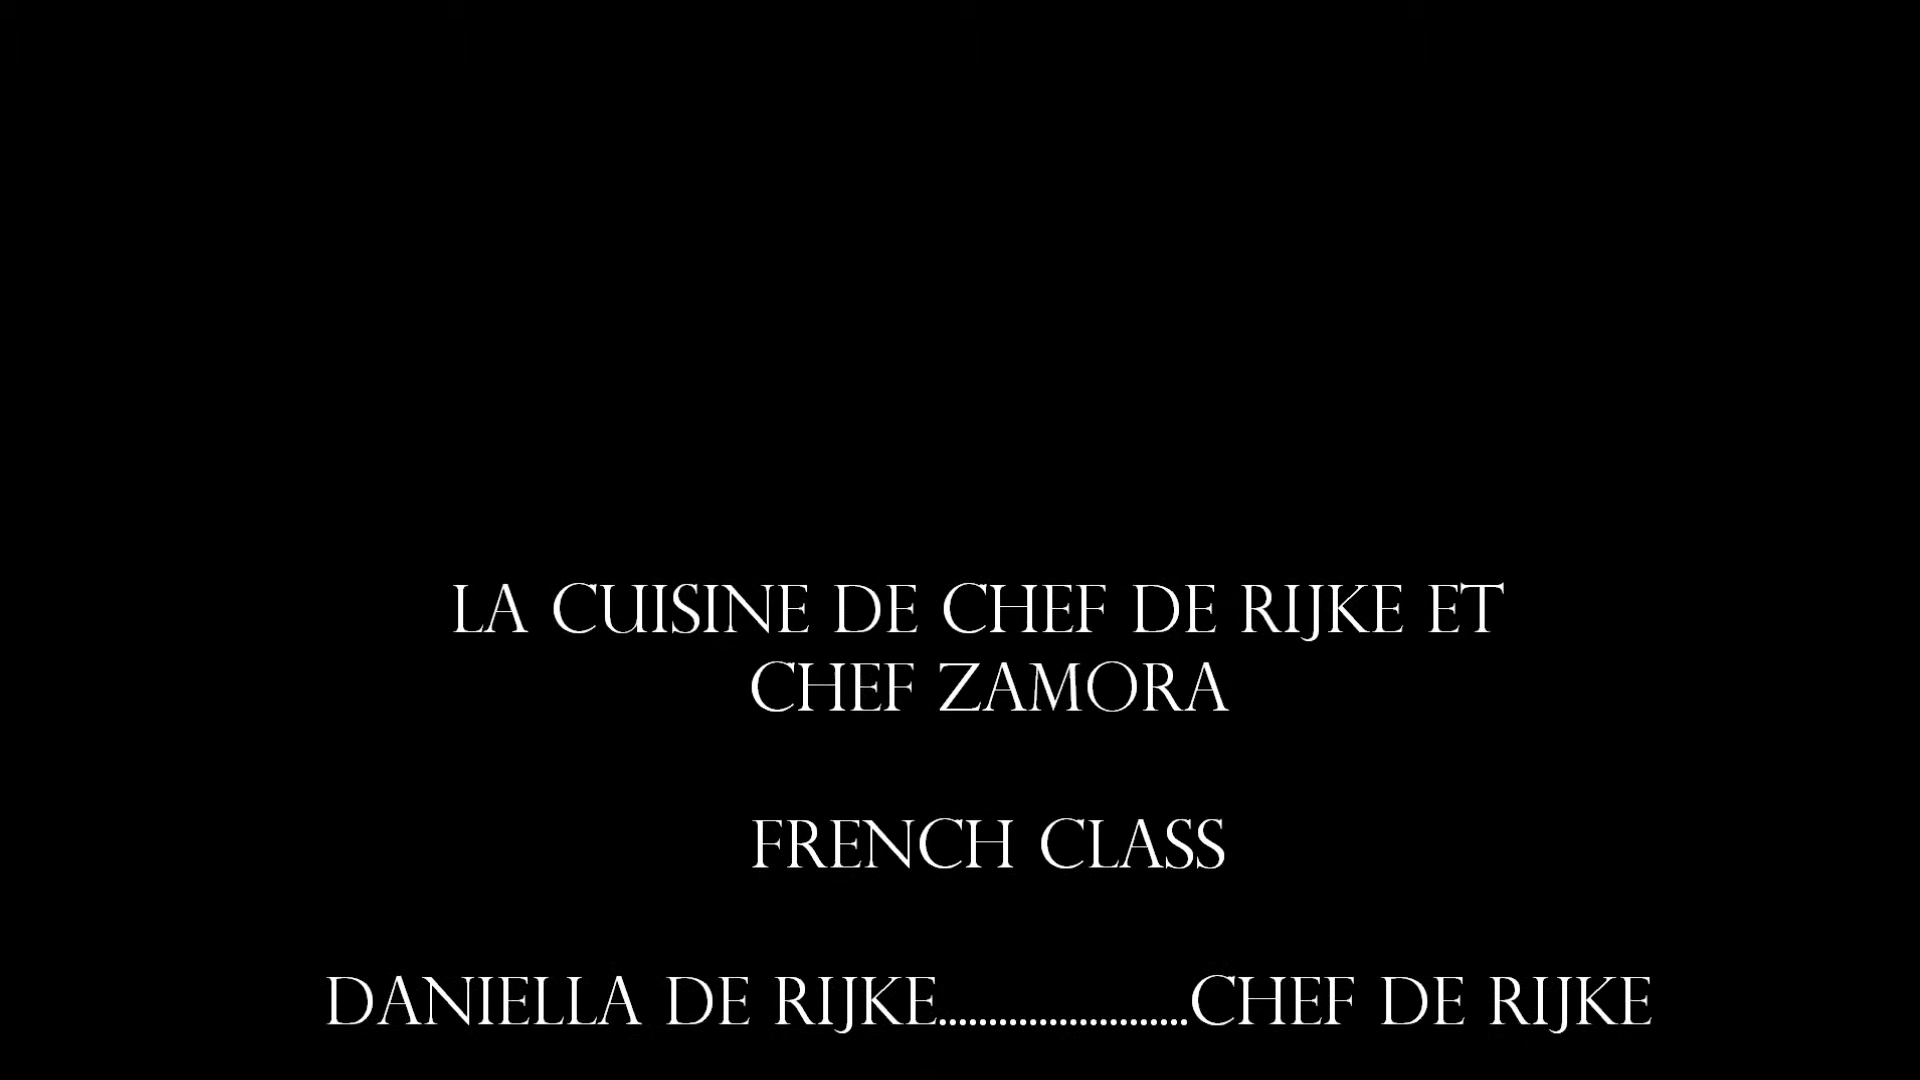 LA CUISINE DE CHEF DE RIJKE ET
CHEF ZAMORA
FRENCH CLASS
DANIELLA DE RIJKE.........................CHEF DE RIJKE